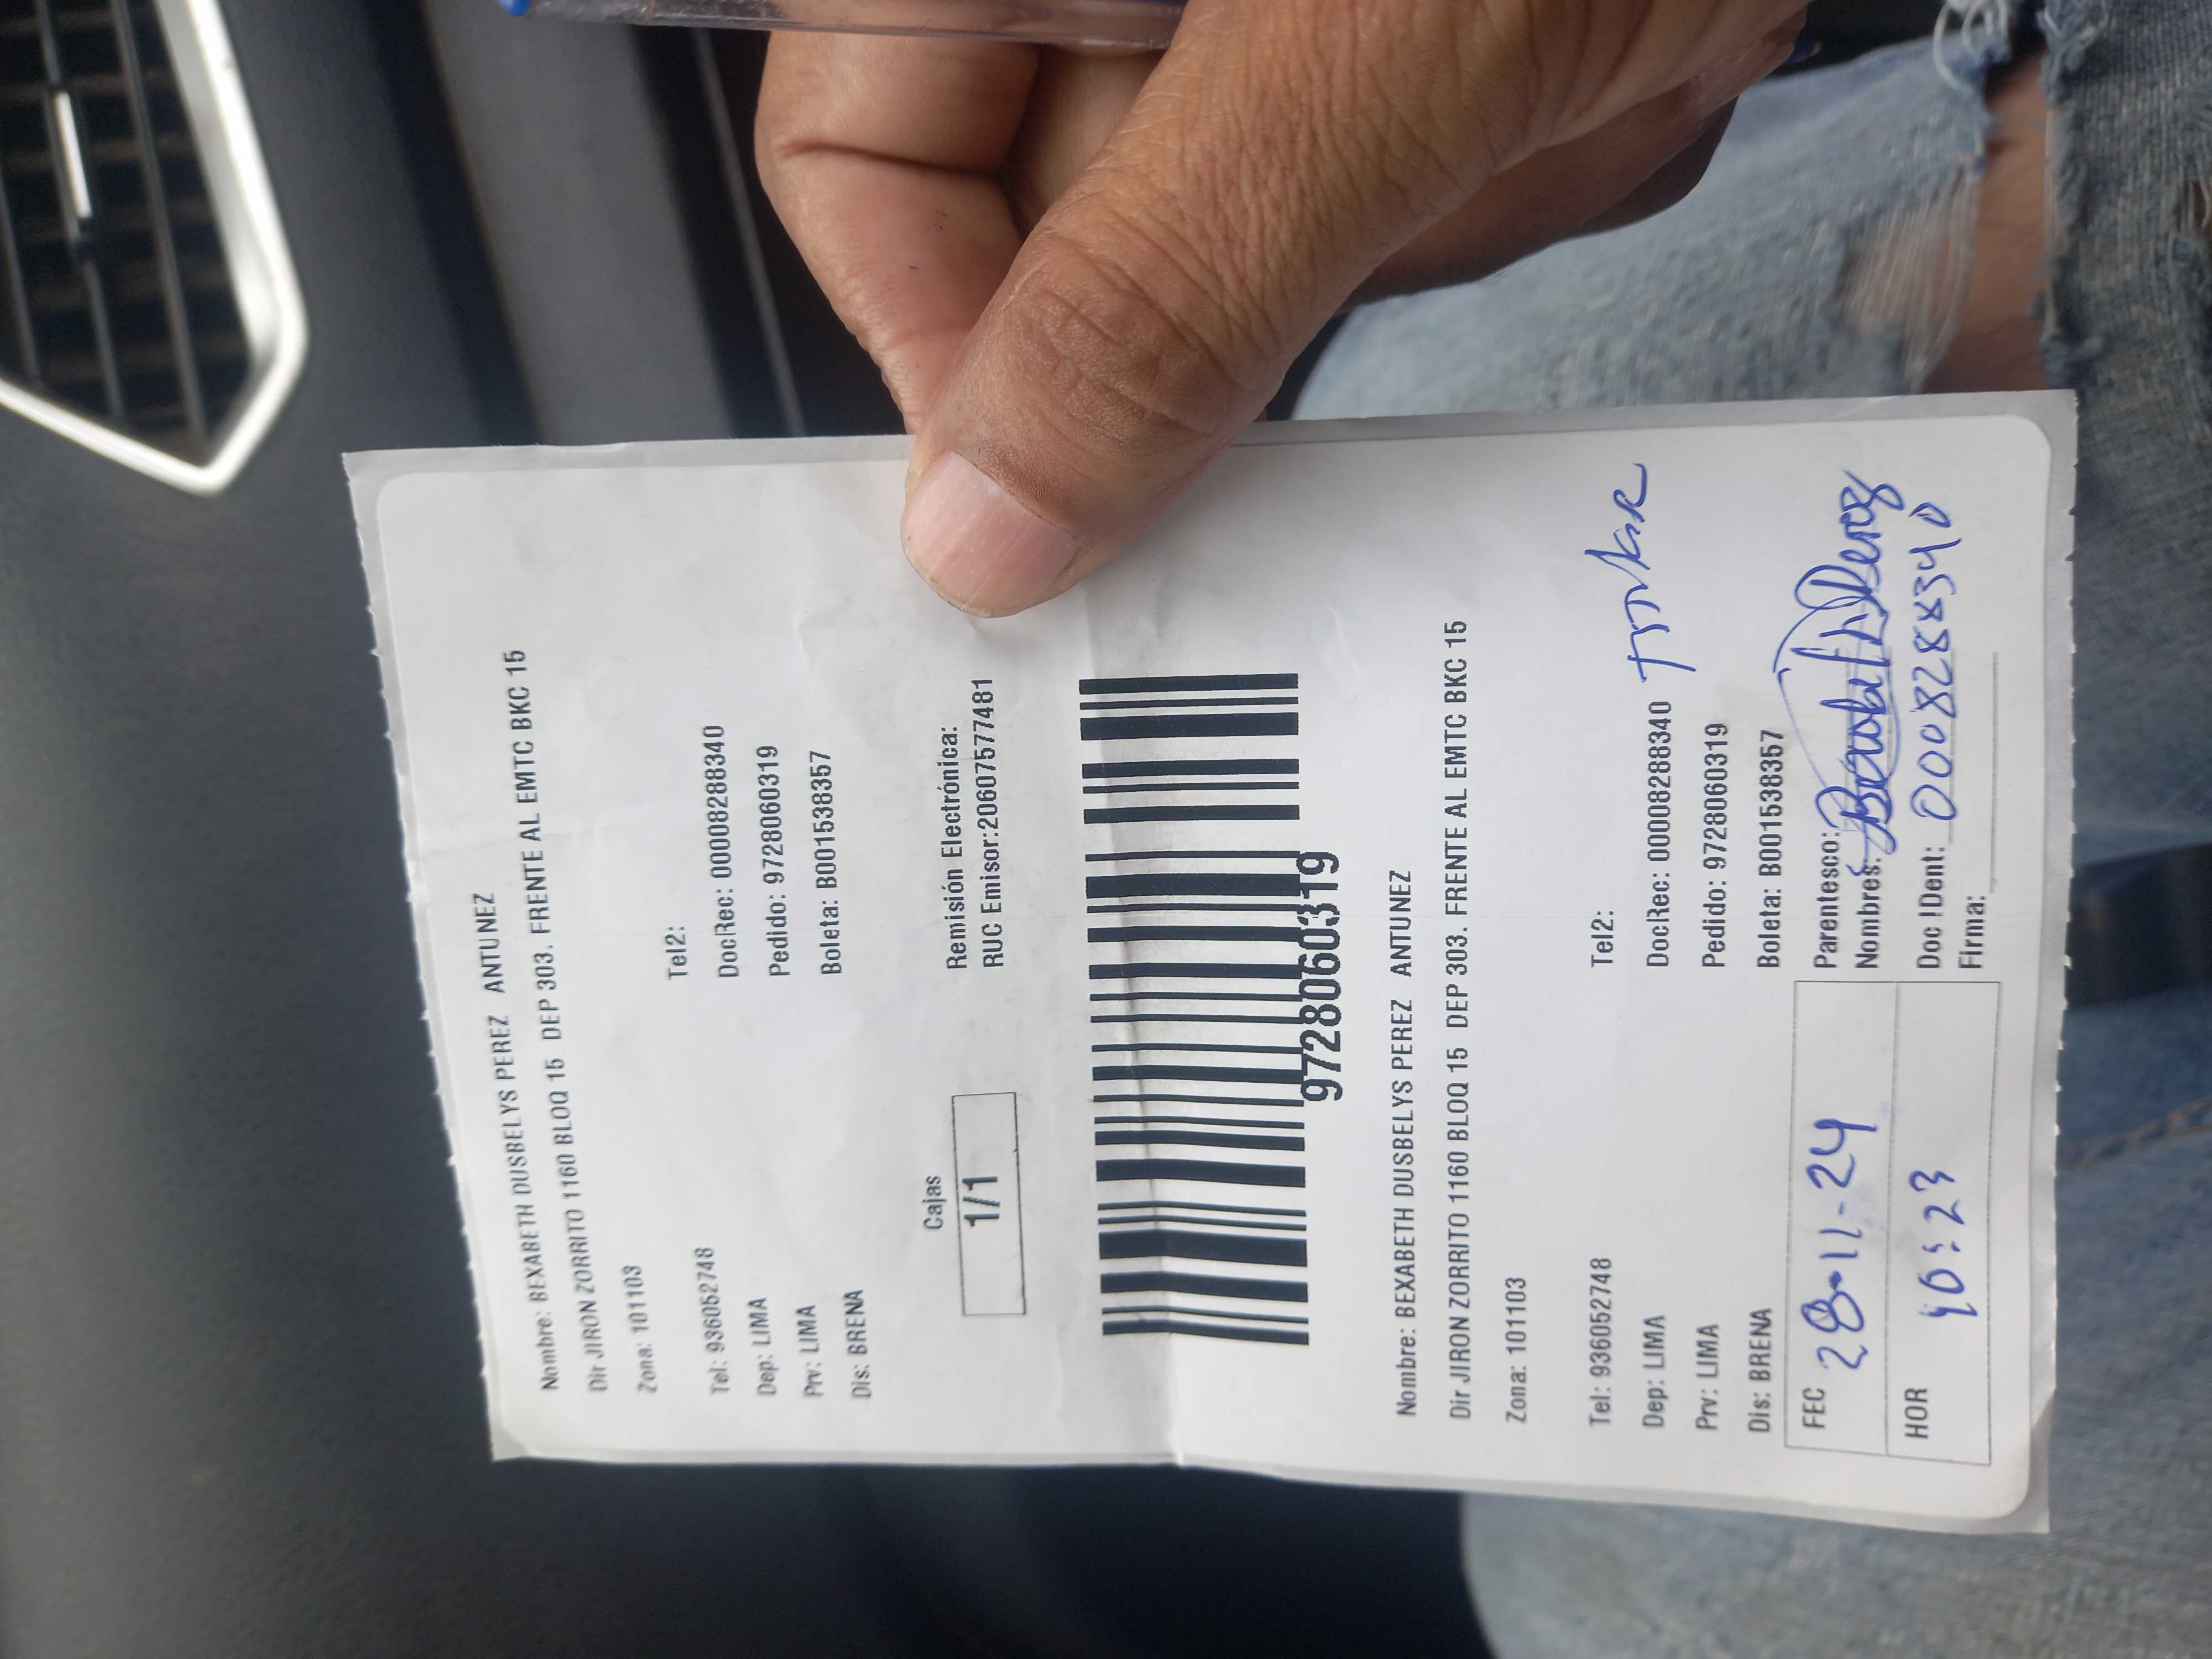 Nombre: BEXABETH DUSBELYS PEREZ ANTUNEZ
Dir JIRON ZORRITO 1160 BLOQ 15 DEP 303. FRENTE AL EMTC BKC 15
Zona: 101103
Tel: 936052748 Tel2:
Dep: LIMA DocRec: 000082888340
Prv: LIMA Pedido: 9728060319
Dis: BRENA Boleta: B001538357
Cajas Remisión Electrónica:
1/1 RUC Emisor:20607577481
9728060319
Nombre: BEXABETH DUSBELYS PEREZ ANTUNEZ
Dir JIRON ZORRITO 1160 BLOQ 15 DEP 303. FRENTE AL EMTC BKC 15
Zona: 101103
Tel: 936052748 Tel2:
Dep: LIMA DocRec: 000082888340
Prv: LIMA Pedido: 9728060319
Dis: BRENA Boleta: B001538357
FEC 28-11-24 Parentesco:
Nombres: Perez
HOR 10:23 Doc IDent: 00082888340
Firma: